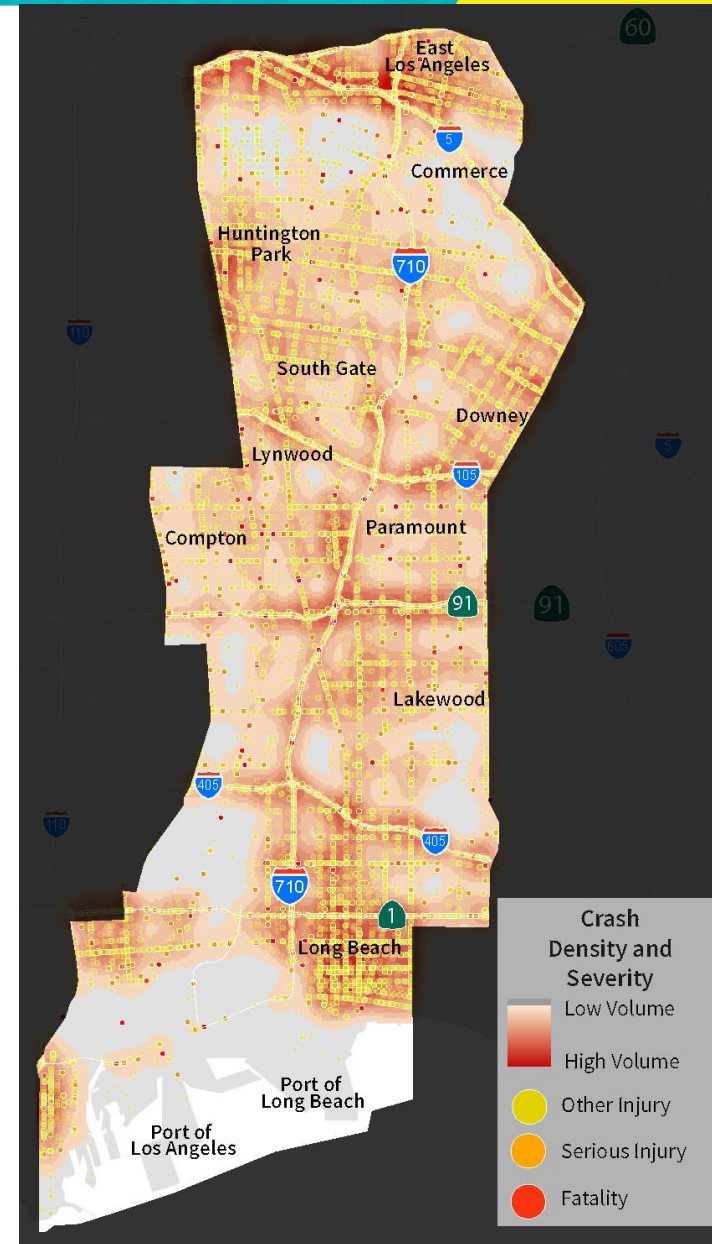 60
East
Los Angeles
5
Commerce
Huntington
Park
710
110
South Gate
Downey
5
Lynwood
105
Compton
Paramount
91
91
605
Lakewood
405
110
405
710
1
Long Beach
Crash
Density and
Severity
Low Volume
High Volume
Other Injury
Serious Injury
Fatality
Port of
Long Beach
Port of
Los Angeles